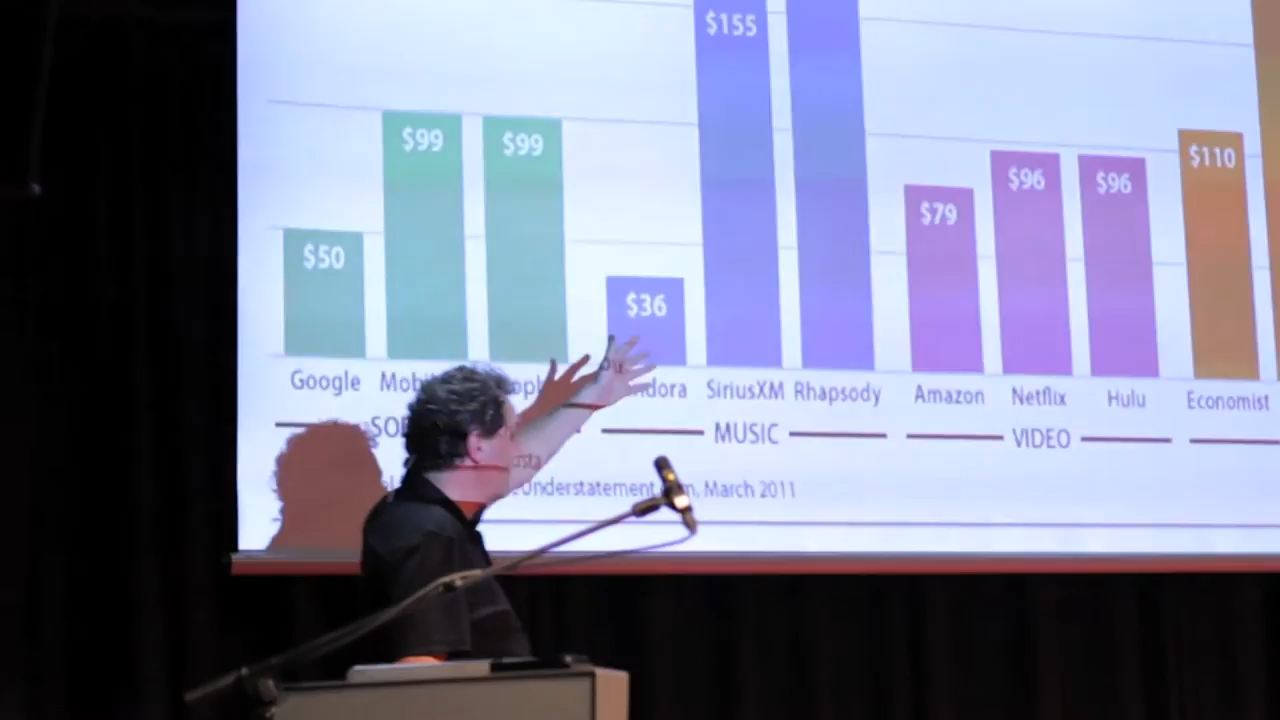 $155
$99 $99 $110
$50 $36 $79 $96 $96
Google SiriusXM Rhapsody Amazon Netflix Hulu Economist
MUSIC VIDEO
March 2011